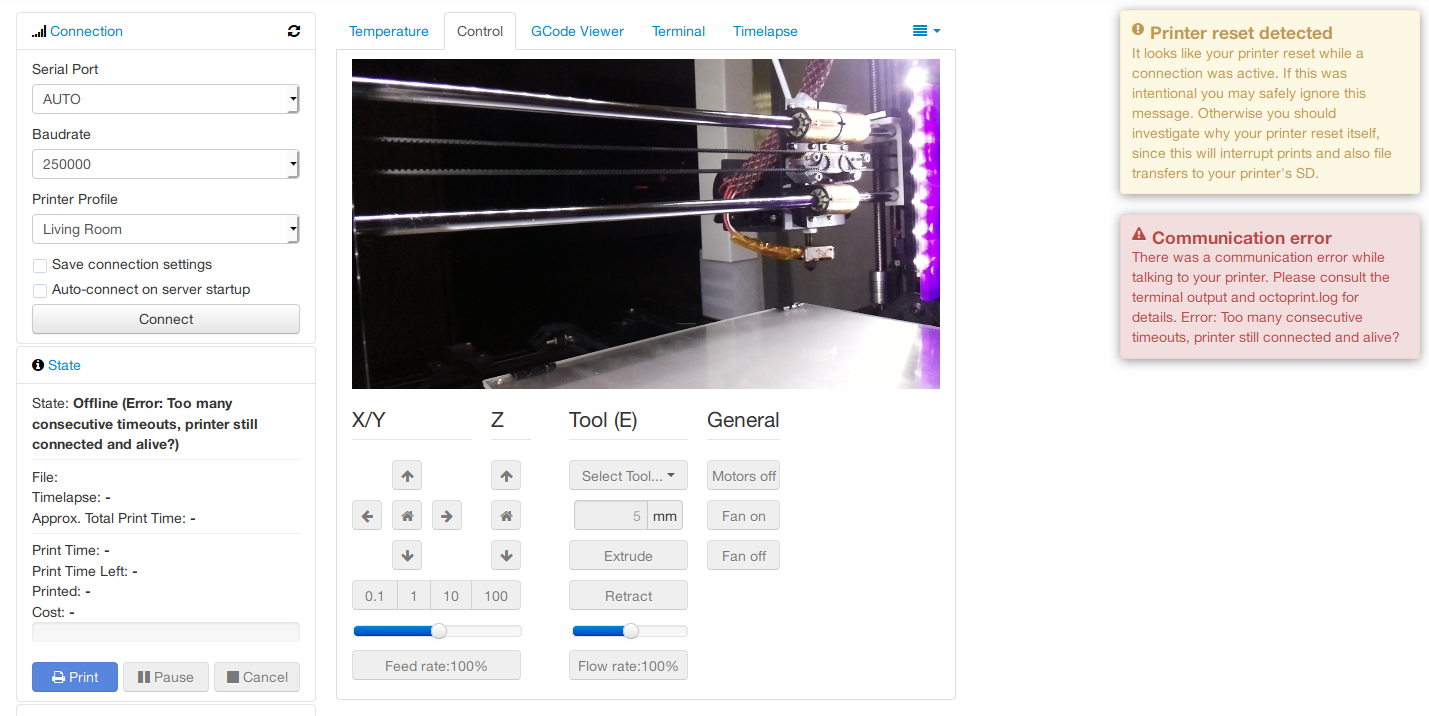 Connection
Serial Port
AUTO
Baudrate
250000
Printer Profile
Living Room
Save connection settings
Auto-connect on server startup
Connect
State
State: Offline (Error: Too many
consecutive timeouts, printer still
connected and alive?)
File:
Timelapse: -
Approx. Total Print Time: -
Print Time: -
Print Time Left: -
Printed: -
Cost: -
Print Pause Cancel
Temperature Control GCode Viewer Terminal Timelapse
X/Y Z Tool (E) General
Select Tool... Motors off
5 mm Fan on
Extrude Fan off
0.1 1 10 100 Retract
Feed rate:100% Flow rate:100%
Printer reset detected
It looks like your printer reset while a
connection was active. If this was
intentional you may safely ignore this
message. Otherwise you should
investigate why your printer reset itself,
since this will interrupt prints and also file
transfers to your printer's SD.
Communication error
There was a communication error while
talking to your printer. Please consult the
terminal output and octoprint.log for
details. Error: Too many consecutive
timeouts, printer still connected and alive?